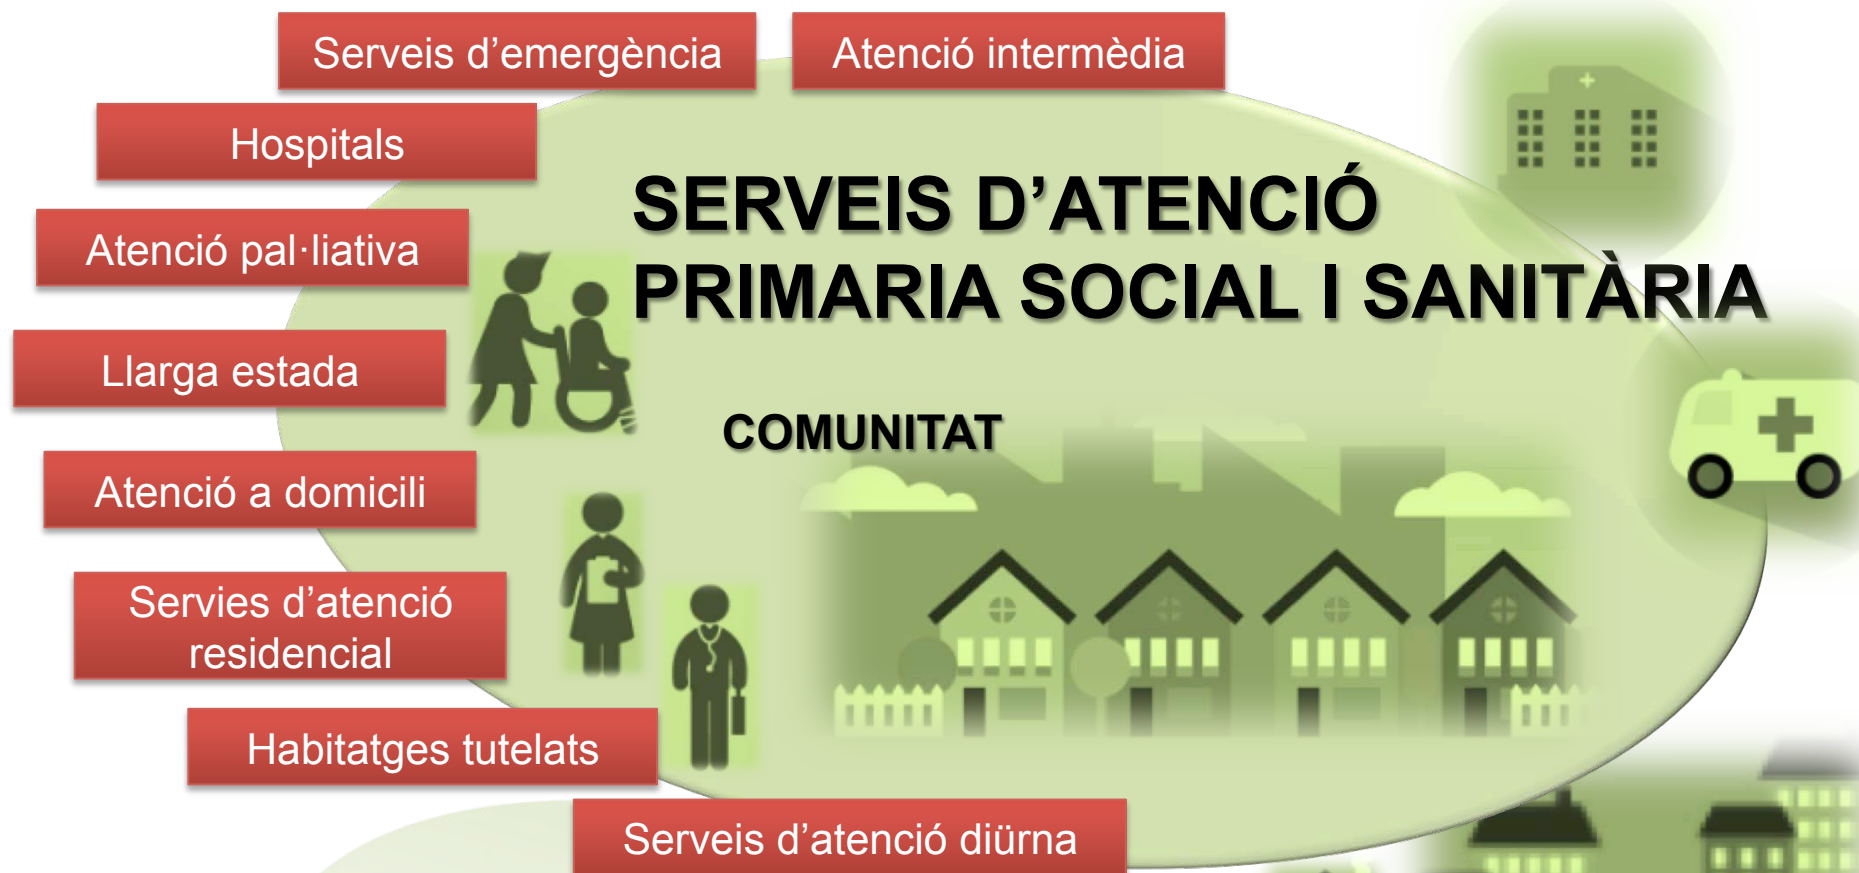 Serveis d’emergència
Atenció intermèdia
Hospitals
SERVEIS D’ATENCIÓ
PRIMARIA SOCIAL I SANITÀRIA
Atenció pal·liativa
Llarga estada
COMUNITAT
Atenció a domicili
Servies d’atenció
residencial
Habitatges tutelats
Serveis d’atenció diürna